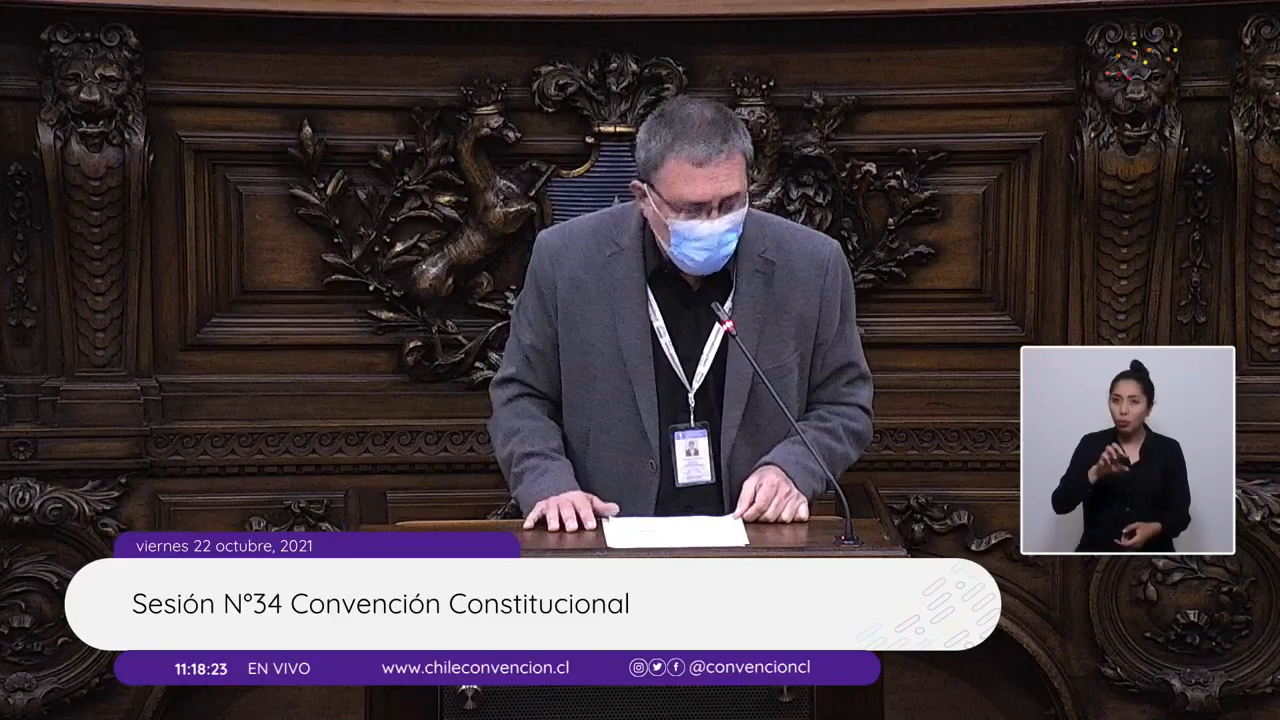 viernes 22 octubre, 2021
Sesión N°34 Convención Constitucional
11:18:23 EN VIVO www.chileconvencion.cl @convencioncl